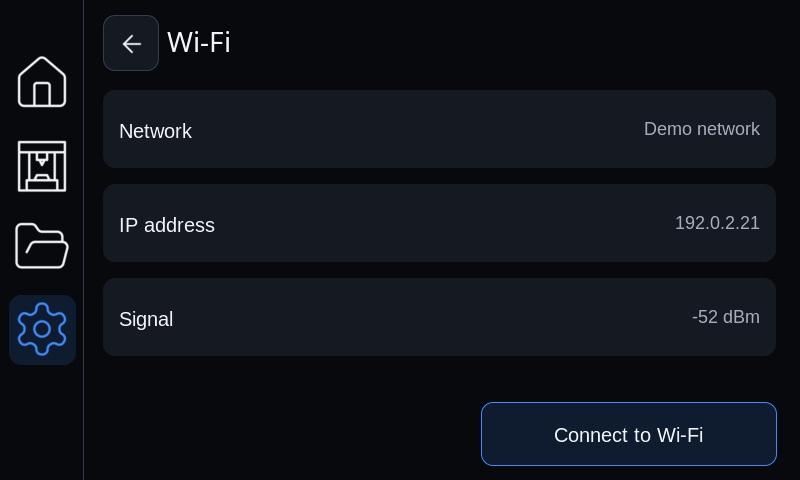 Wi-Fi
Network
Demo network
IP address
192.0.2.21
Signal
-52 dBm
Connect to Wi-Fi